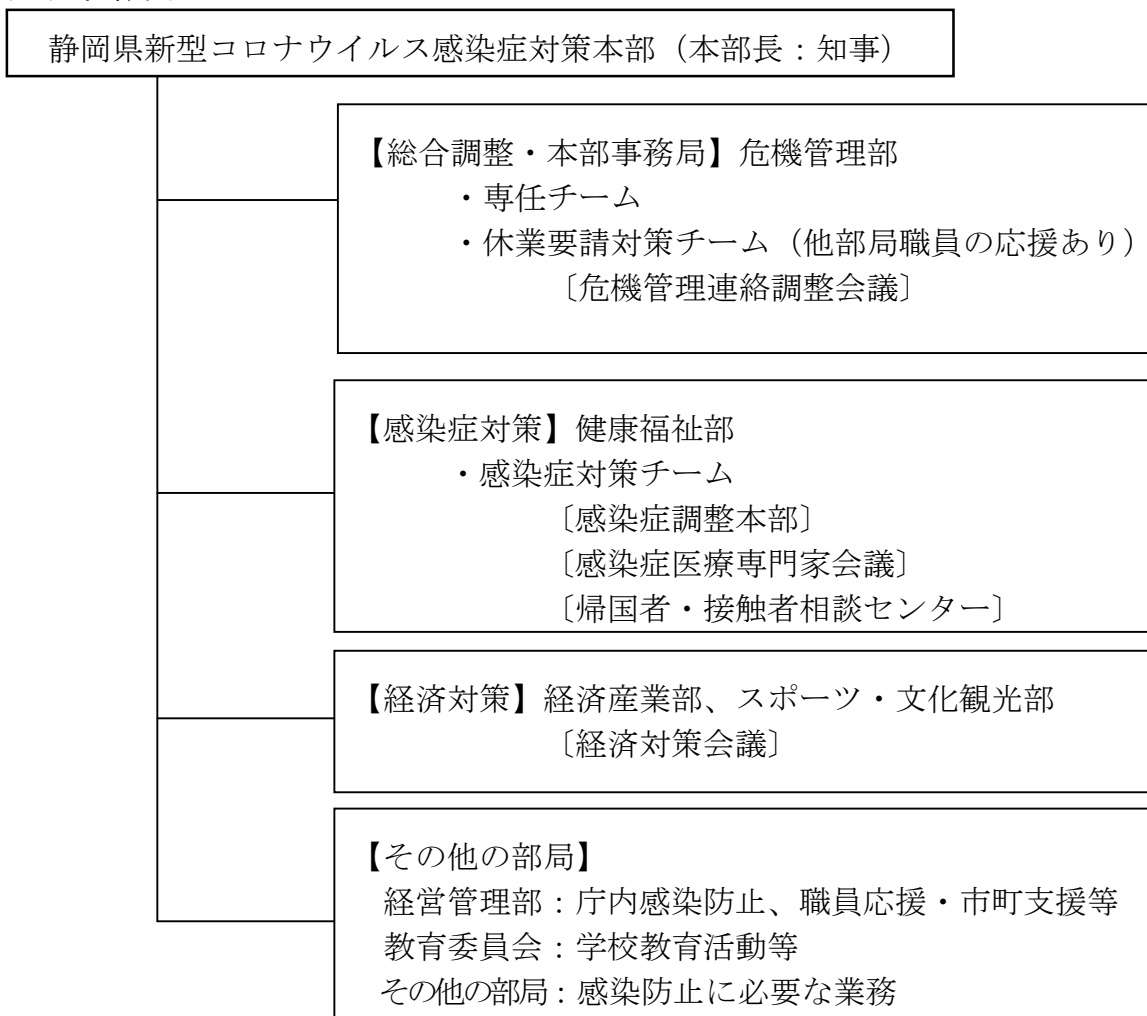 静岡県新型コロナウイルス感染症対策本部（本部長：知事）
【総合調整・本部事務局】危機管理部
・専任チーム
・休業要請対策チーム（他部局職員の応援あり）
〔危機管理連絡調整会議〕
【感染症対策】健康福祉部
・感染症対策チーム
〔感染症調整本部〕
〔感染症医療専門家会議〕
〔帰国者・接触者相談センター〕
【経済対策】経済産業部、スポーツ・文化観光部
〔経済対策会議〕
【その他の部局】
経営管理部：庁内感染防止、職員応援・市町支援等
教育委員会：学校教育活動等
その他の部局：感染防止に必要な業務